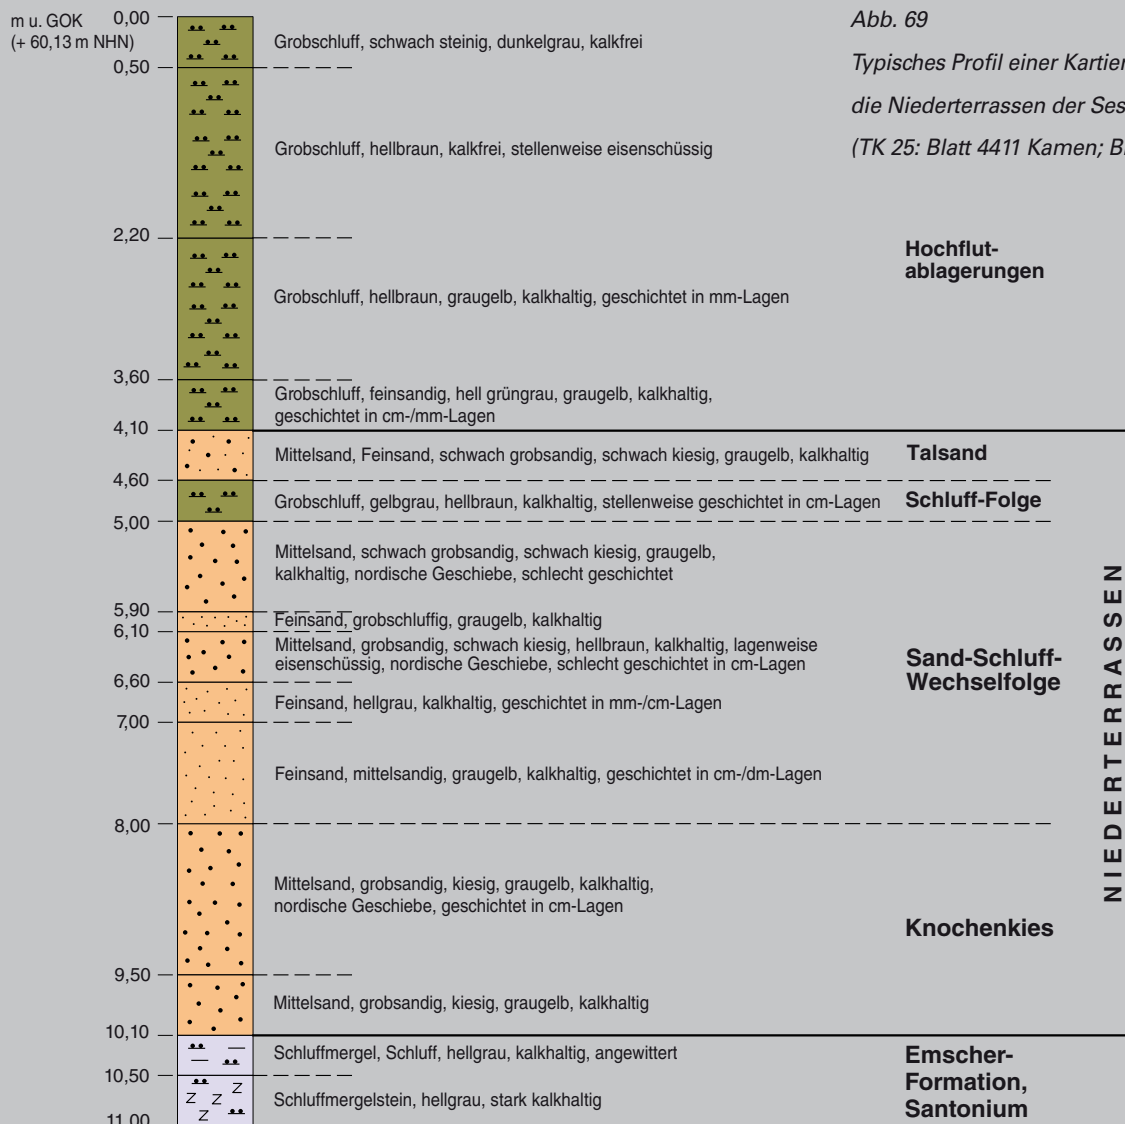 m u. GOK
(+ 60,13 m NHN)
0,00
Grobschluff, schwach steinig, dunkelgrau, kalkfrei
0,50
Grobschluff, hellbraun, kalkfrei, stellenweise eisenschüssig
2,20
Grobschluff, hellbraun, graugelb, kalkhaltig, geschichtet in mm-Lagen
3,60
Grobschluff, feinsandig, hell grüngrau, graugelb, kalkhaltig,
geschichtet in cm-/mm-Lagen
4,10
Mittelsand, Feinsand, schwach grobsandig, schwach kiesig, graugelb, kalkhaltig
4,60
Grobschluff, gelbgrau, hellbraun, kalkhaltig, stellenweise geschichtet in cm-Lagen
5,00
Mittelsand, schwach grobsandig, schwach kiesig, graugelb,
kalkhaltig, nordische Geschiebe, schlecht geschichtet
5,90
Feinsand, grobschluffig, graugelb, kalkhaltig
6,10
Mittelsand, grobsandig, schwach kiesig, hellbraun, kalkhaltig, lagenweise
eisenschüssig, nordische Geschiebe, schlecht geschichtet in cm-Lagen
6,60
Feinsand, hellgrau, kalkhaltig, geschichtet in mm-/cm-Lagen
7,00
Feinsand, mittelsandig, graugelb, kalkhaltig, geschichtet in cm-/dm-Lagen
8,00
Mittelsand, grobsandig, kiesig, graugelb, kalkhaltig,
nordische Geschiebe, geschichtet in cm-Lagen
9,50
Mittelsand, grobsandig, kiesig, graugelb, kalkhaltig
10,10
Schluffmergel, Schluff, hellgrau, kalkhaltig, angewittert
10,50
Schluffmergelstein, hellgrau, stark kalkhaltig
11,00
Abb. 69
Typisches Profil einer Kartier
die Niederterrassen der Ses
(TK 25: Blatt 4411 Kamen; B
Hochflut-
ablagerungen
Talsand
Schluff-Folge
Sand-Schluff-
Wechselfolge
Knochenkies
Emscher-
Formation,
Santonium
NIEDERTERRASSEN